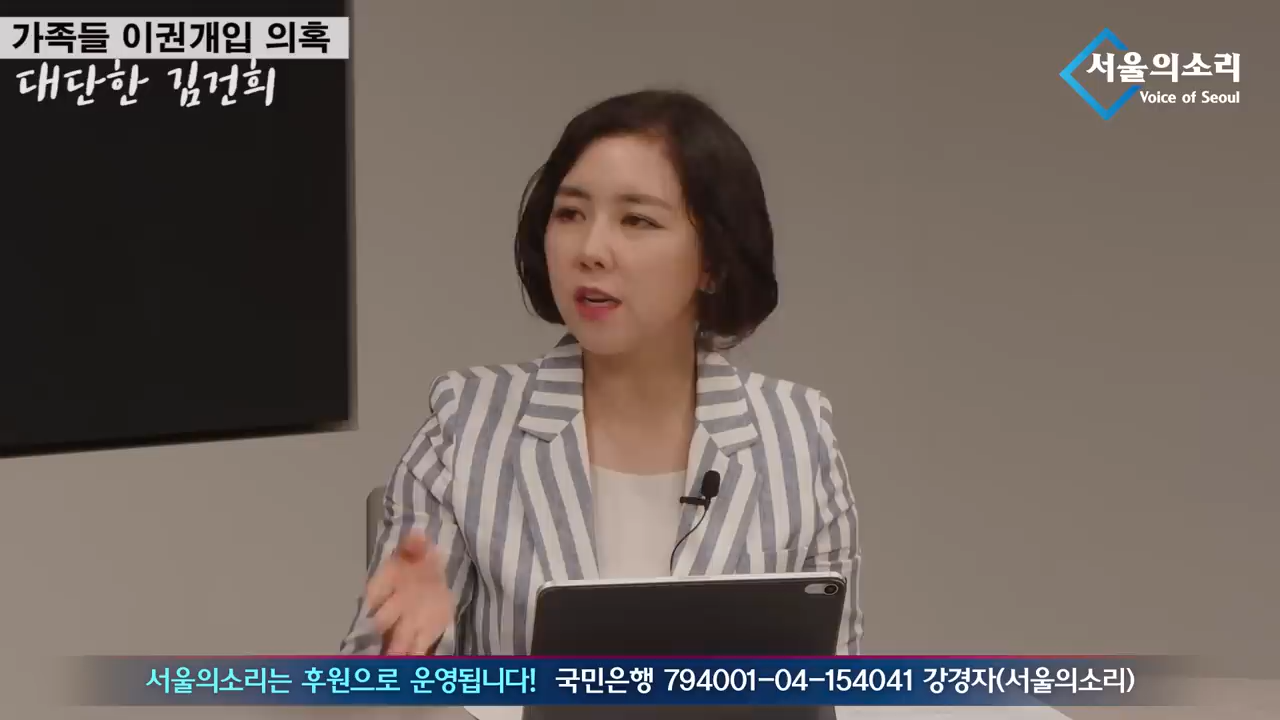 가족들 이권개입 의혹
대단한 김건희
서울의소리
Voice of Seoul
서울의소리는 후원으로 운영됩니다! 국민은행 794001-04-154041 강경자(서울의소리)